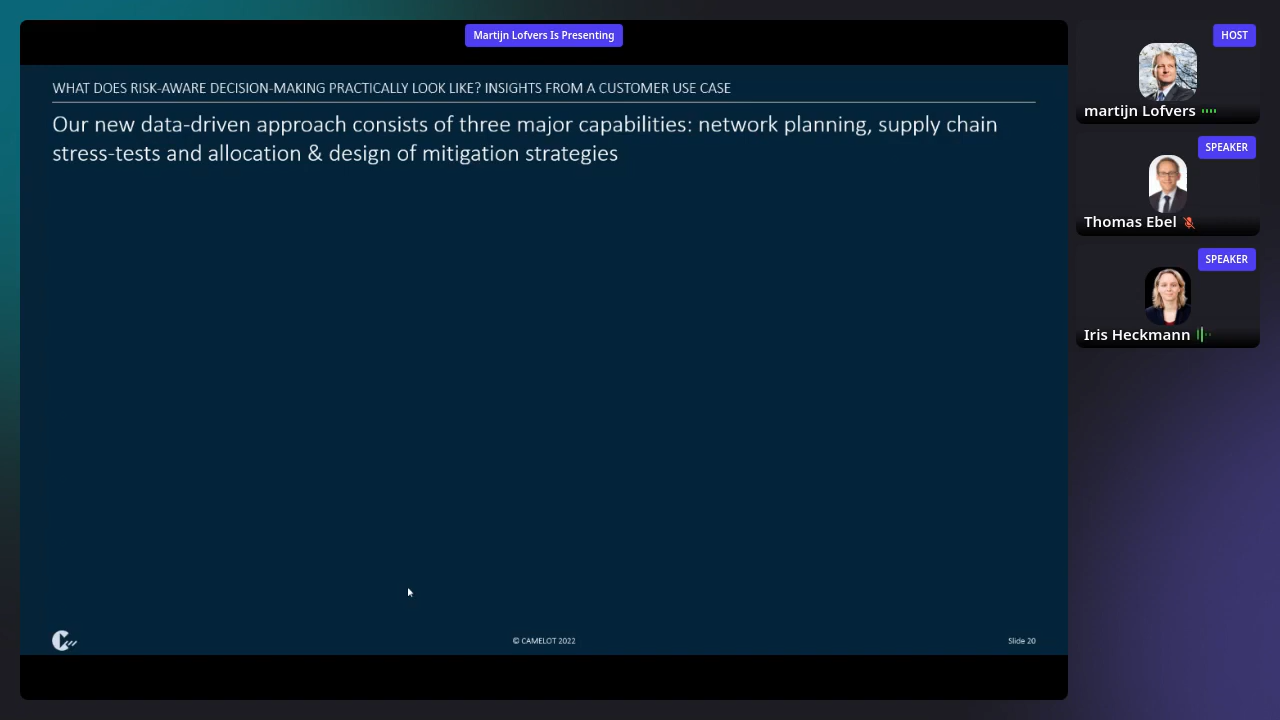 Martijn Lofvers Is Presenting
WHAT DOES RISK-AWARE DECISION-MAKING PRACTICALLY LOOK LIKE? INSIGHTS FROM A CUSTOMER USE CASE
Our new data-driven approach consists of three major capabilities: network planning, supply chain
stress-tests and allocation & design of mitigation strategies
© CAMELOT 2022
Slide 20
HOST
martijn Lofvers
SPEAKER
Thomas Ebel
SPEAKER
Iris Heckmann